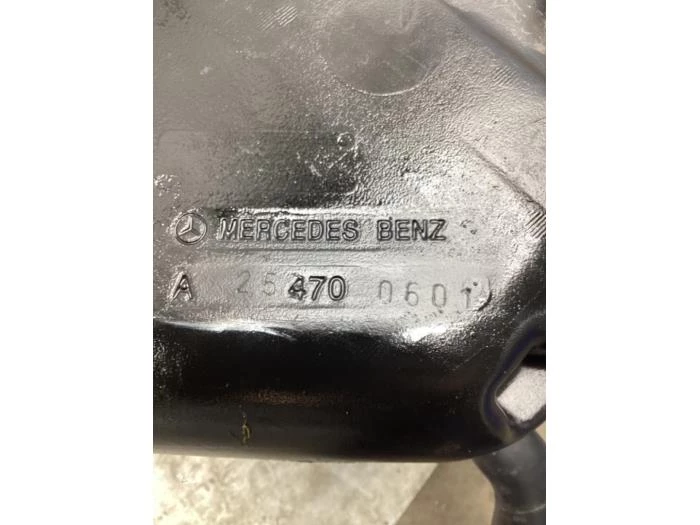 MERCEDES BENZ
A 25 470 0601